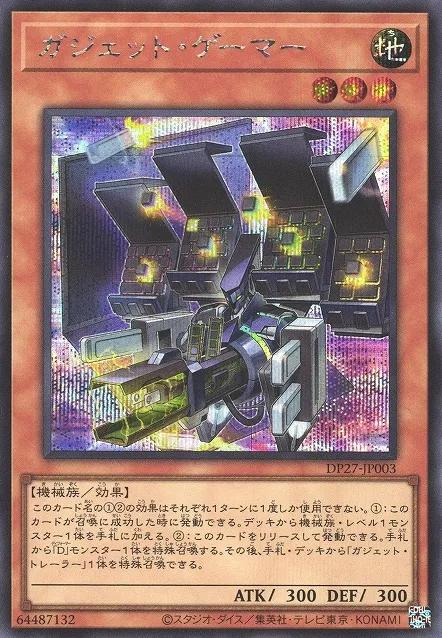 ガジェット・ゲーマー
地
DP27-JP003
【機械族/効果】
このカード名の①②の効果はそれぞれ1ターンに1度しか使用できない。①:こ
のカードが召喚に成功した時に発動できる。デッキから機械族・レベル1モン
スター1体を手札に加える。②:このカードをリリースして発動できる。手札
から「D」モンスター1体を特殊召喚する。その後、手札・デッキから「ガジェット・
トレーラー」1体を特殊召喚できる。
ATK/ 300 DEF/ 300
64487132 ©スタジオ・ダイス/集英社・テレビ東京・KONAMI